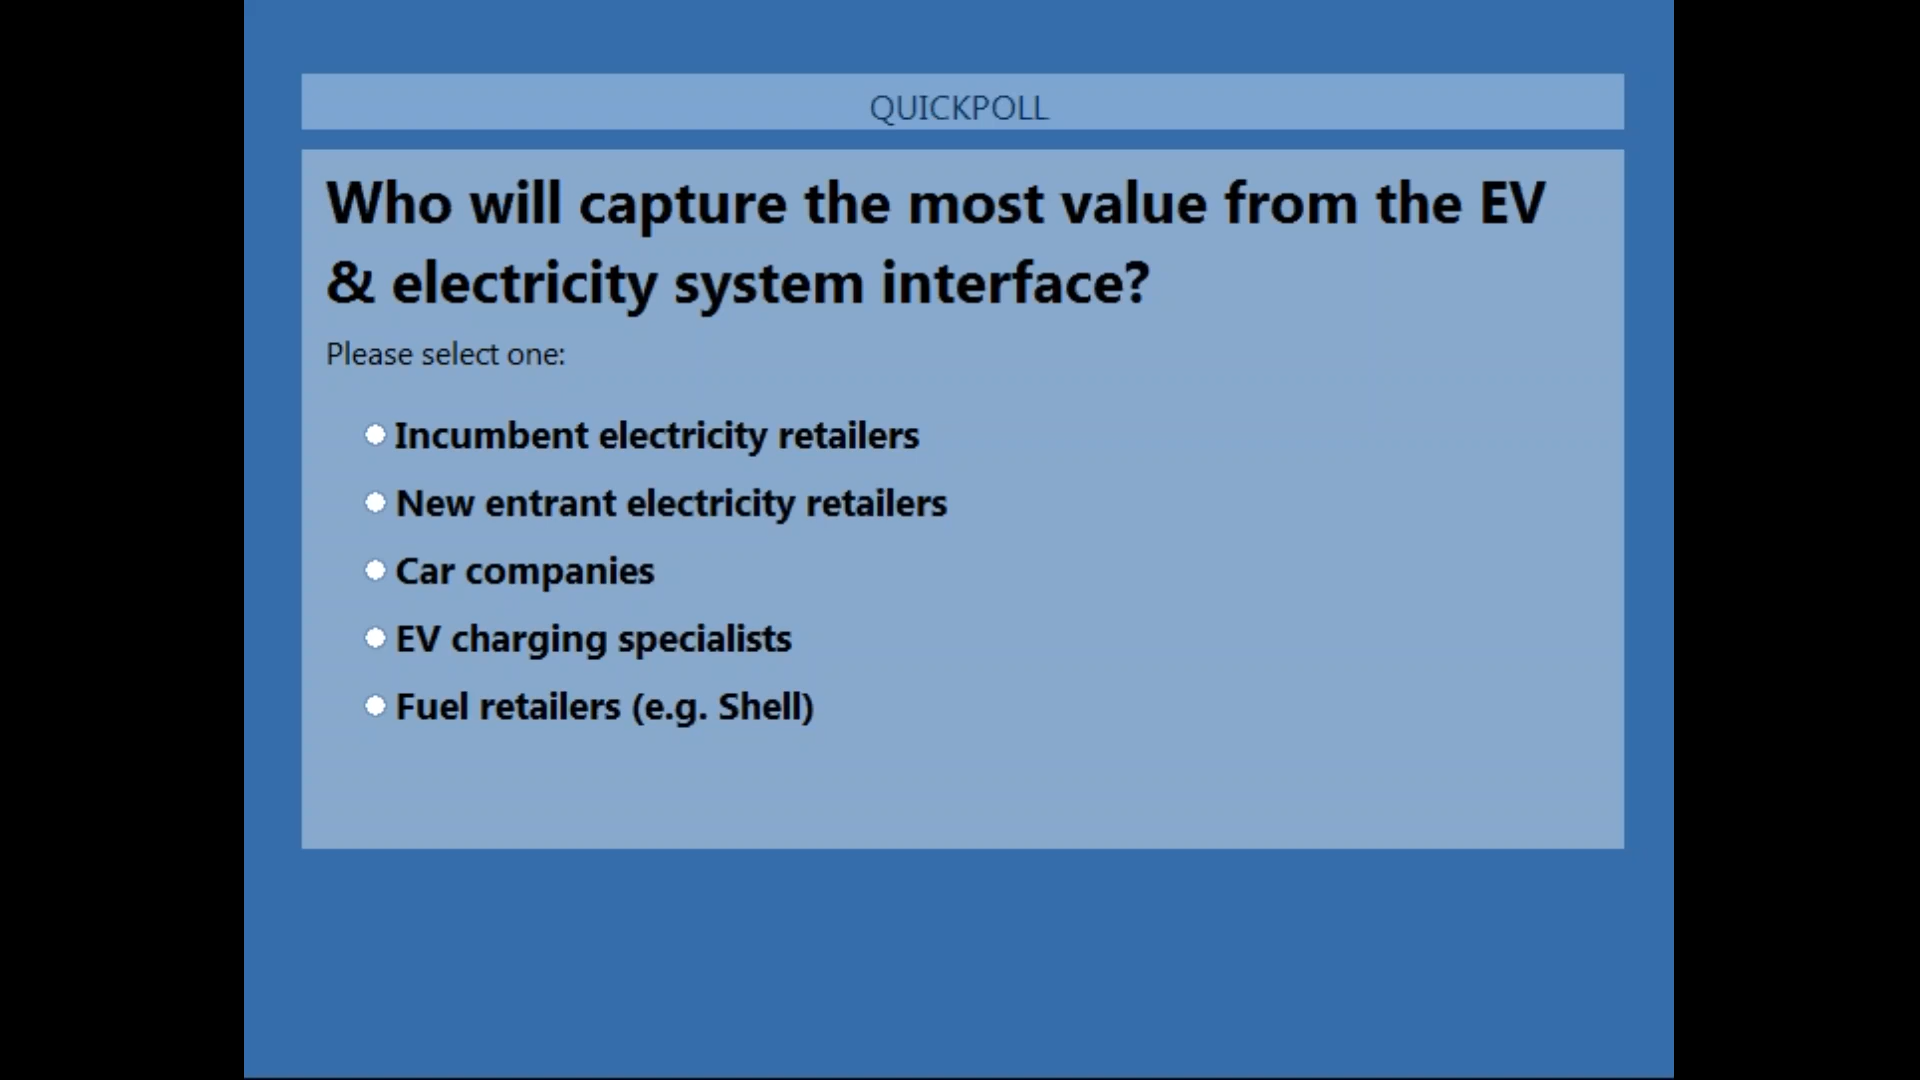 QUICKPOLL
Who will capture the most value from the EV
& electricity system interface?
Please select one:
Incumbent electricity retailers
New entrant electricity retailers
Car companies
EV charging specialists
Fuel retailers (e.g. Shell)